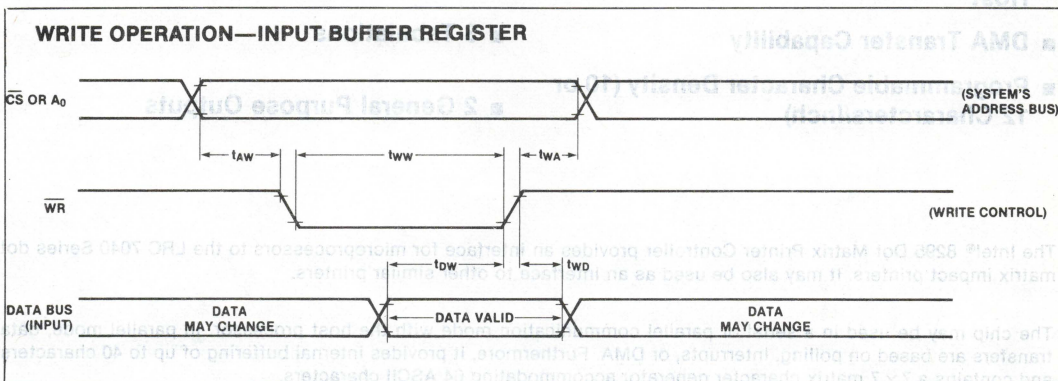 WRITE OPERATION—INPUT BUFFER REGISTER
DMA Transfer Capability
Programmable Character Density (10 or
12 Characters/Inch)
2 General Purpose Outputs
CS OR A0
(SYSTEM'S
ADDRESS BUS)
tAW
tWW
tWA
WR
(WRITE CONTROL)
The Intel® 8295 Dot Matrix Printer Controller provides an interface for microprocessors to the LRC 7040 Series dot
matrix impact printers. It may also be used as an interface to other similar printers.
tDW
tWD
DATA BUS
(INPUT)
DATA
MAY CHANGE
DATA VALID
DATA
MAY CHANGE
The chip may be used in a serial or parallel communication mode with the host processor. In parallel mode, data
transfers are based on polling, interrupts, or DMA. Furthermore, it provides internal buffering of up to 40 characters
and contains a 7 x 7 matrix character generator accommodating 64 ASCII characters.